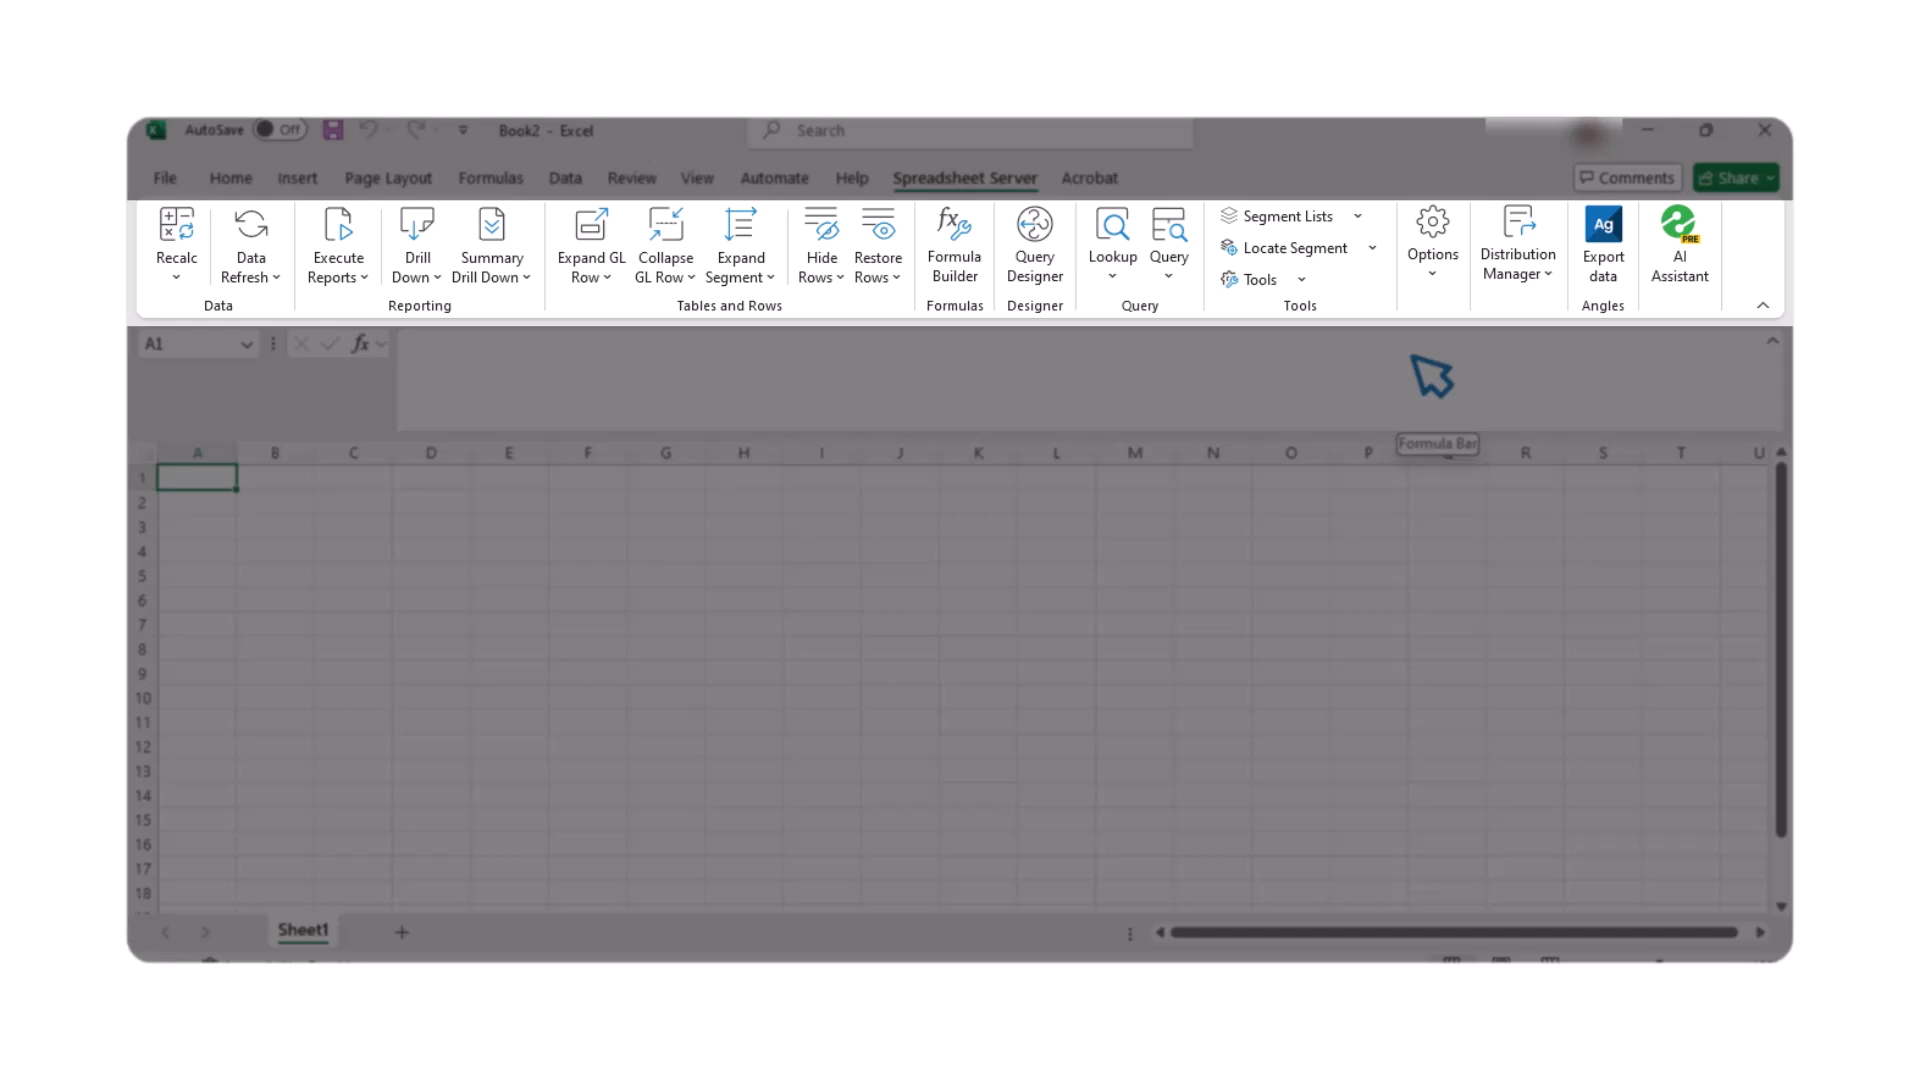 AutoSave Off Book2 - Excel Search
File Home Insert Page Layout Formulas Data Review View Automate Help Spreadsheet Server Acrobat Comments Share
Recalc
Data
Refresh
Data
Execute
Reports
Drill
Down
Summary
Drill Down
Reporting
Expand GL
Row
Collapse
GL Row
Expand
Segment
Hide
Rows
Restore
Rows
Tables and Rows
Formula
Builder
Formulas
Query
Designer
Designer
Lookup
Query
Query
Segment Lists
Locate Segment
Tools
Tools
Options
Distribution
Manager
Ag
Export
data
Angles
PRE
AI
Assistant
A1 fx
Formula Bar
A B C D E F G H I J K L M N O P R S T U
1
2
3
4
5
6
7
8
9
10
11
12
13
14
15
16
17
18
Sheet1